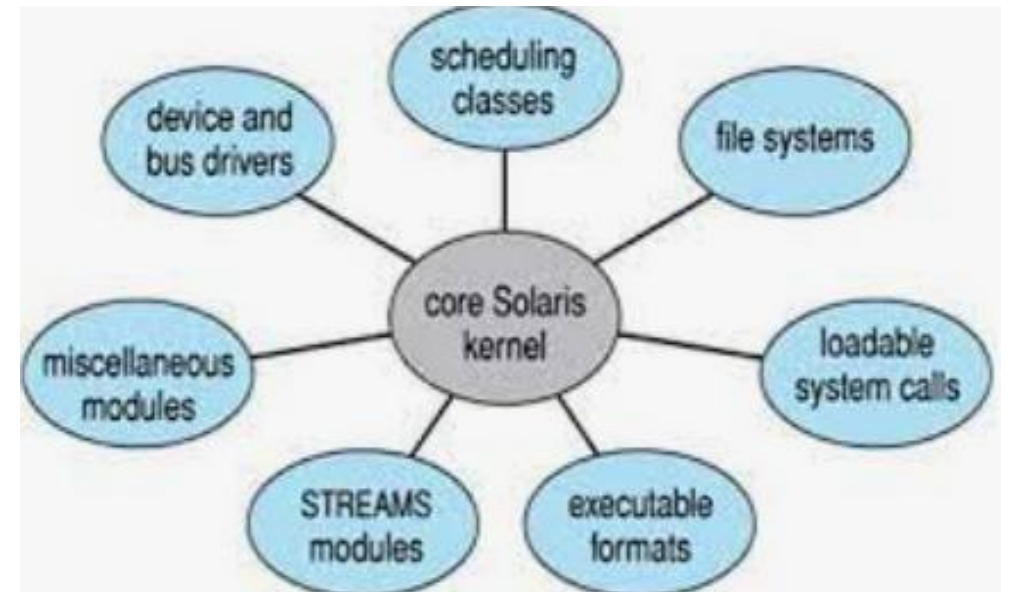 scheduling
classes
device and
bus drivers
file systems
core Solaris
kernel
miscellaneous
modules
loadable
system calls
STREAMS
modules
executable
formats